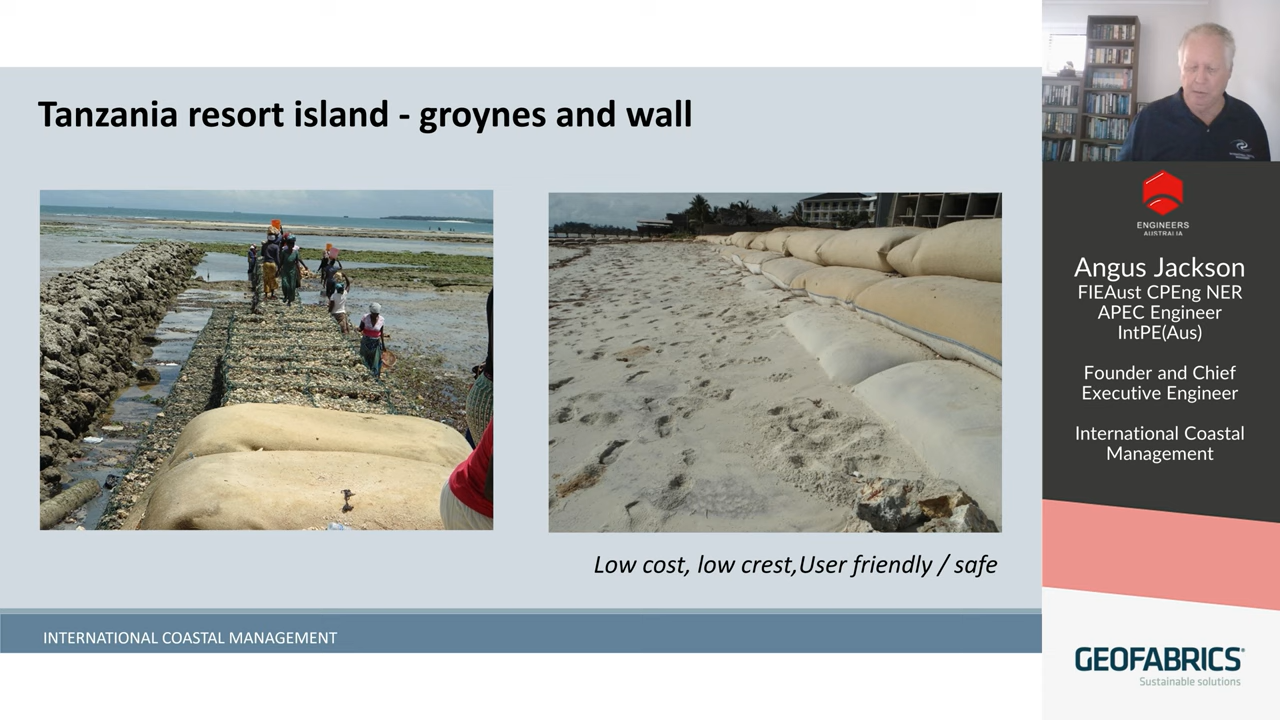 Tanzania resort island - groynes and wall
Low cost, low crest,User friendly / safe
INTERNATIONAL COASTAL MANAGEMENT
ENGINEERS
AUSTRALIA
Angus Jackson
FIEAust CPEng NER
APEC Engineer
IntPE(Aus)
Founder and Chief
Executive Engineer
International Coastal
Management
GEOFABRICS®
Sustainable solutions